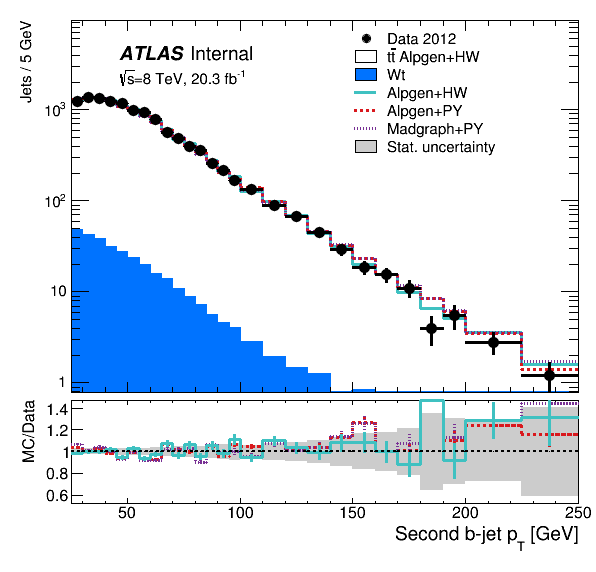 Jets / 5 GeV
ATLAS Internal
√s=8 TeV, 20.3 fb⁻¹
Data 2012
tt̄ Alpgen+HW
Wt
Alpgen+HW
Alpgen+PY
Madgraph+PY
Stat. uncertainty
10³
10²
10
1
MC/Data
1.4
1.2
1
0.8
0.6
50 100 150 200 250
Second b-jet p_T [GeV]